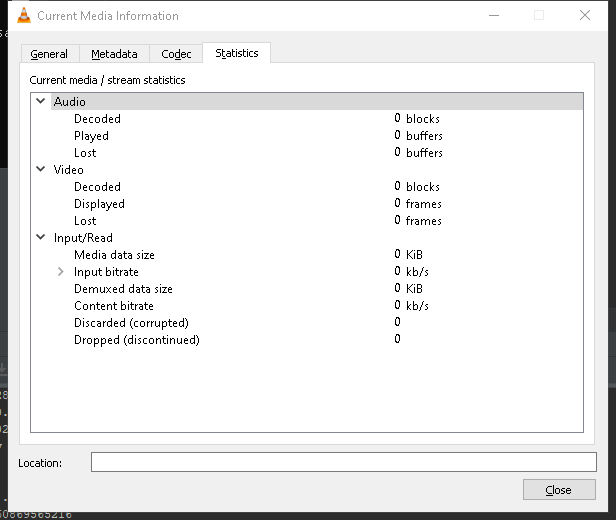 Current Media Information
General Metadata Codec Statistics
Current media / stream statistics
Audio
Decoded 0 blocks
Played 0 buffers
Lost 0 buffers
Video
Decoded 0 blocks
Displayed 0 frames
Lost 0 frames
Input/Read
Media data size 0 KiB
Input bitrate 0 kb/s
Demuxed data size 0 KiB
Content bitrate 0 kb/s
Discarded (corrupted) 0
Dropped (discontinued) 0
Location:
Close